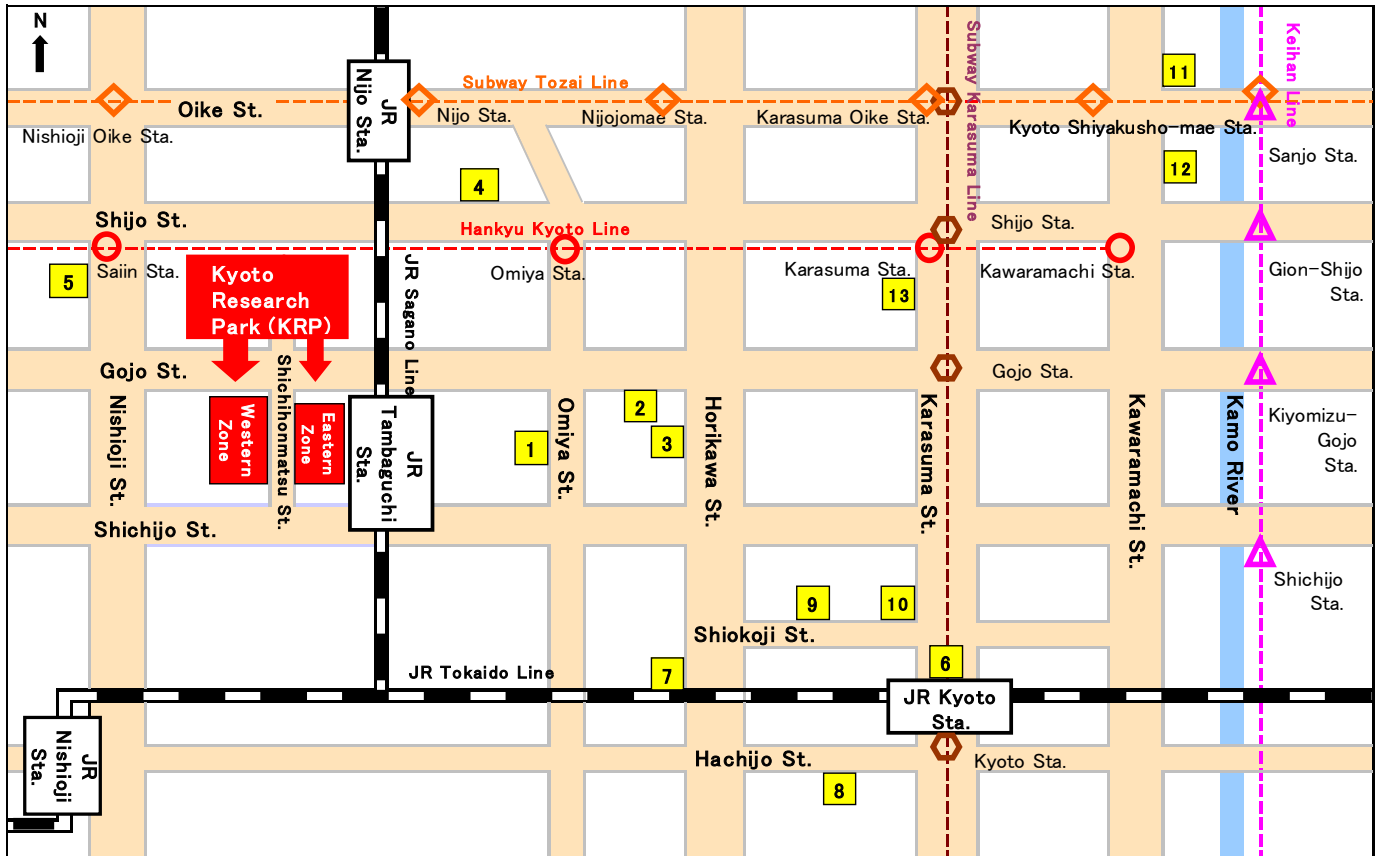 N
Subway Tozai Line
Oike St.
Nishioji Oike Sta.
JR
Nijo Sta.
Nijo Sta.
Nijojomae Sta.
Karasuma Oike Sta.
Subway Karasuma Line
Kyoto Shiyakusho-mae Sta.
11
Keihan Line
Sanjo Sta.
12
4
Shijo St.
Hankyu Kyoto Line
Shijo Sta.
Saiin Sta.
Omiya Sta.
Karasuma Sta.
Kawaramachi Sta.
Gion-Shijo
Sta.
5
Kyoto
Research
Park (KRP)
JR Sagano Line
13
Gojo St.
Gojo Sta.
Nishioji St.
Western
Zone
Shichihonmatsu St.
Eastern
Zone
JR
Tambaguchi
Sta.
1
Omiya St.
2
3
Horikawa St.
Karasuma St.
Kawaramachi St.
Kamo River
Kiyomizu-
Gojo
Sta.
Shichijo St.
Shichijo
Sta.
9
10
Shiokoji St.
JR Tokaido Line
7
6
JR Kyoto
Sta.
JR
Nishioji
Sta.
Hachijo St.
Kyoto Sta.
8